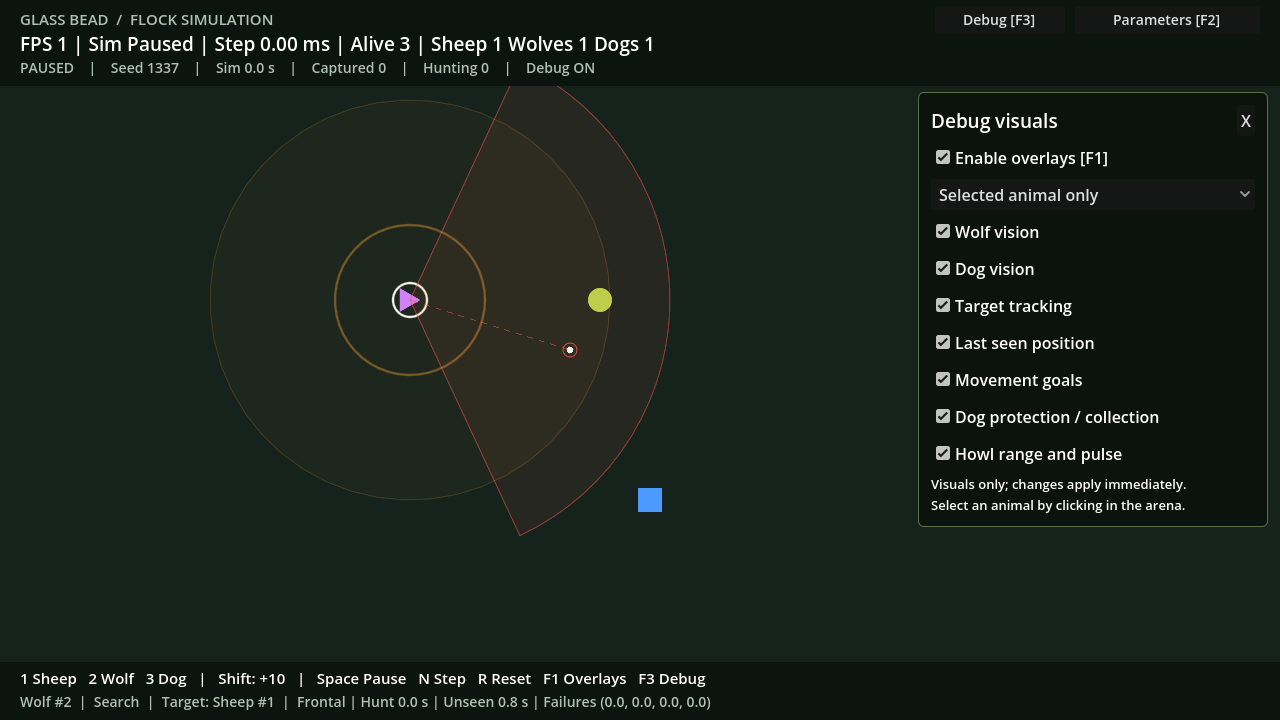 GLASS BEAD / FLOCK SIMULATION
Debug [F3]
Parameters [F2]
FPS 1 | Sim Paused | Step 0.00 ms | Alive 3 | Sheep 1 Wolves 1 Dogs 1
PAUSED | Seed 1337 | Sim 0.0 s | Captured 0 | Hunting 0 | Debug ON
Debug visuals
X
Enable overlays [F1]
Selected animal only
Wolf vision
Dog vision
Target tracking
Last seen position
Movement goals
Dog protection / collection
Howl range and pulse
Visuals only; changes apply immediately.
Select an animal by clicking in the arena.
1 Sheep 2 Wolf 3 Dog | Shift: +10 | Space Pause N Step R Reset F1 Overlays F3 Debug
Wolf #2 | Search | Target: Sheep #1 | Frontal | Hunt 0.0 s | Unseen 0.8 s | Failures (0.0, 0.0, 0.0, 0.0)